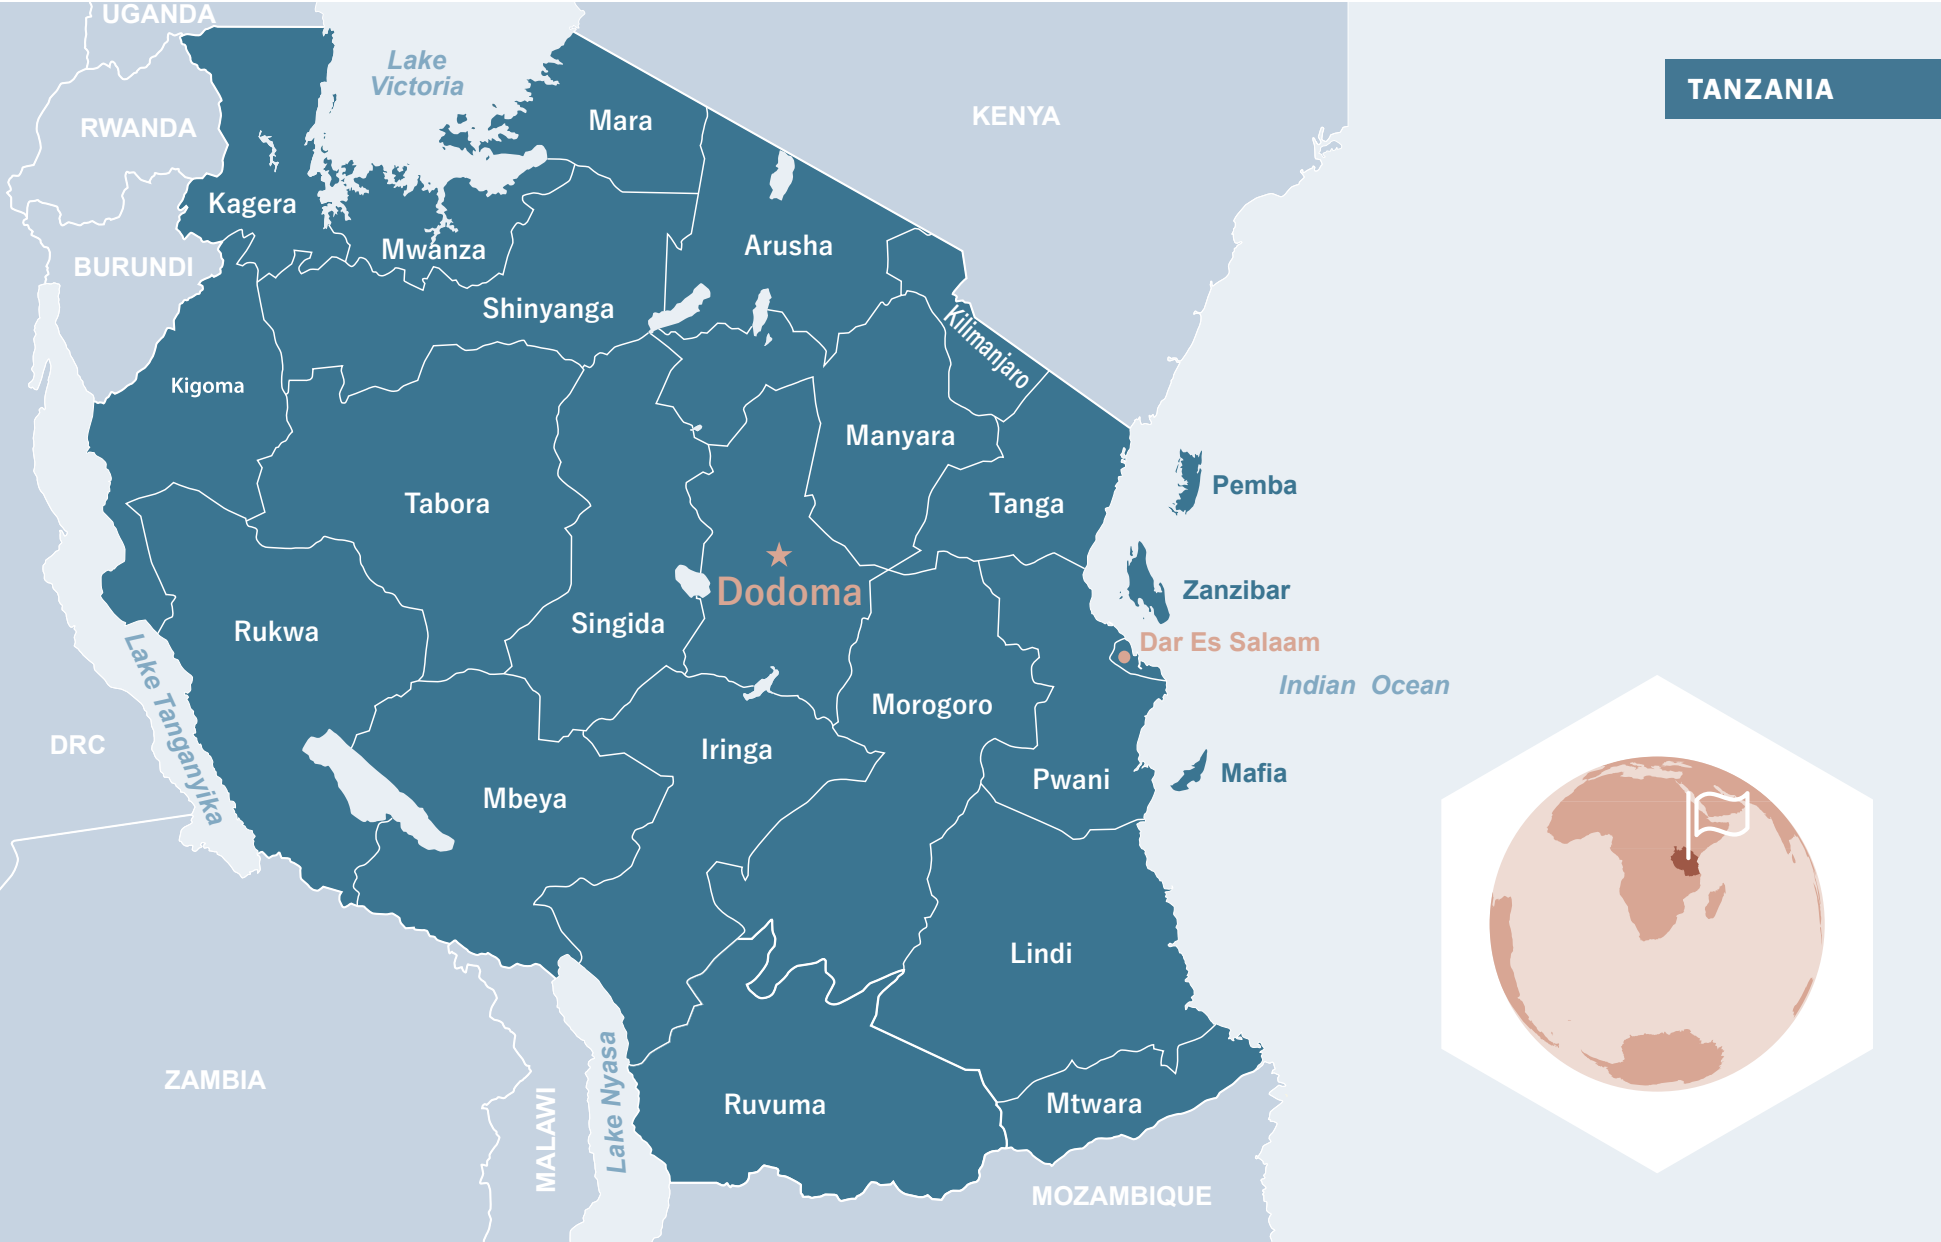 UGANDA
Lake
Victoria
TANZANIA
KENYA
Mara
RWANDA
Kagera
Mwanza
Arusha
BURUNDI
Shinyanga
Kilimanjaro
Kigoma
Manyara
Pemba
Tabora
Tanga
Dodoma
Zanzibar
Singida
Rukwa
Dar Es Salaam
Indian Ocean
Lake Tanganyika
Morogoro
DRC
Iringa
Pwani
Mafia
Mbeya
Lindi
ZAMBIA
MALAWI
Lake Nyasa
Ruvuma
Mtwara
MOZAMBIQUE